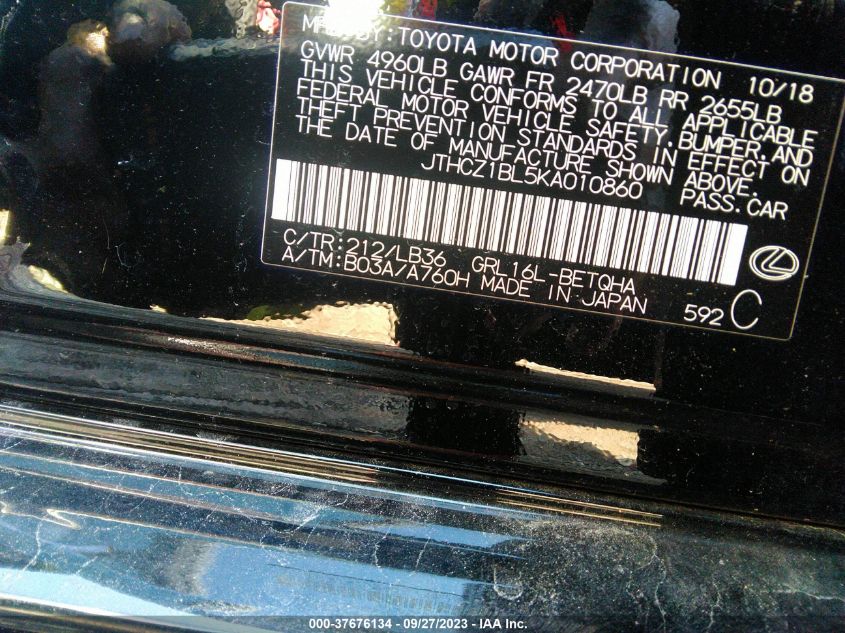 MFD. BY: TOYOTA MOTOR CORPORATION 10/18
GVWR 4960LB GAWR FR 2470LB RR 2655LB
THIS VEHICLE CONFORMS TO ALL APPLICABLE
FEDERAL MOTOR VEHICLE SAFETY, BUMPER, AND
THEFT PREVENTION STANDARDS IN EFFECT ON
THE DATE OF MANUFACTURE SHOWN ABOVE.
JTHCZ1BL5KA010860 PASS.CAR
C/TR:212/LB36 GRL16L-BETQHA
A/TM:B03A/A760H MADE IN JAPAN 592 C
000-37676134 - 09/27/2023 - IAA Inc.